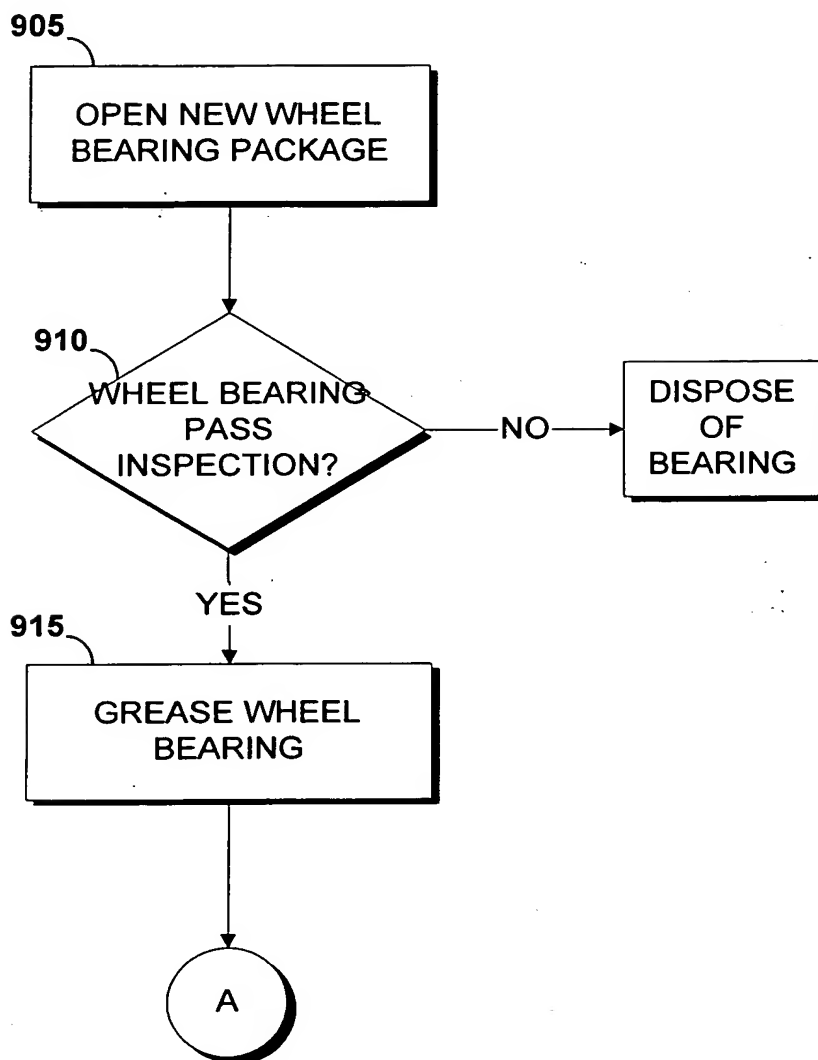 905
OPEN NEW WHEEL
BEARING PACKAGE
910
WHEEL BEARING
PASS
INSPECTION?
NO
DISPOSE
OF
BEARING
YES
915
GREASE WHEEL
BEARING
A